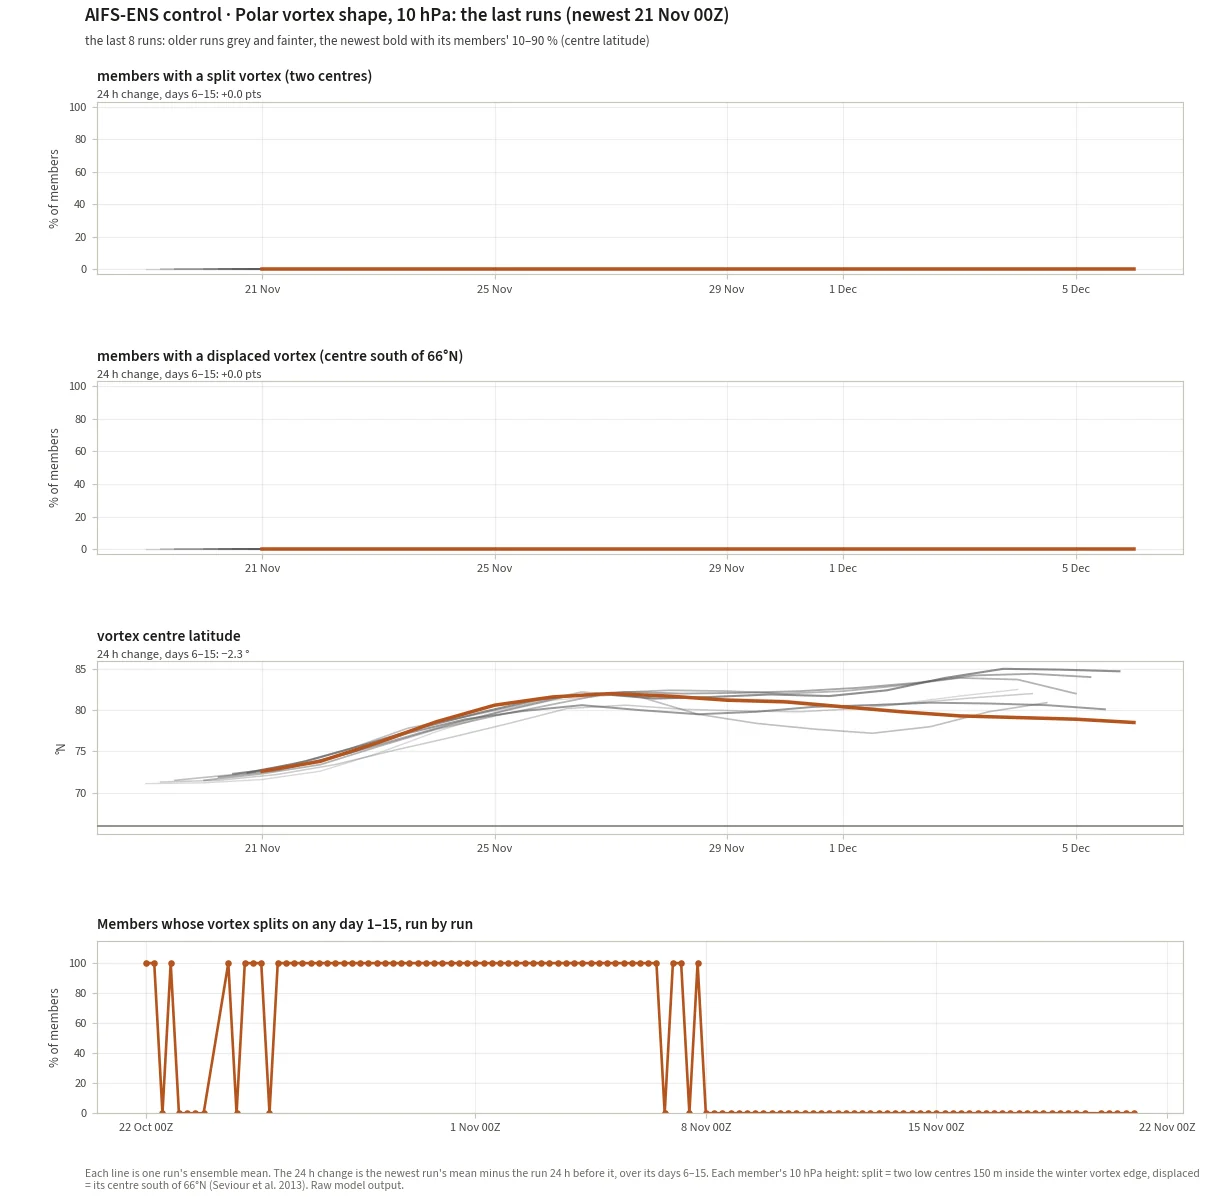 AIFS-ENS control · Polar vortex shape, 10 hPa: the last runs (newest 21 Nov 00Z)
the last 8 runs: older runs grey and fainter, the newest bold with its members' 10–90 % (centre latitude)
members with a split vortex (two centres)
24 h change, days 6–15: +0.0 pts
100
80
60
40
20
0
% of members
21 Nov
25 Nov
29 Nov
1 Dec
5 Dec
members with a displaced vortex (centre south of 66°N)
24 h change, days 6–15: +0.0 pts
100
80
60
40
20
0
% of members
21 Nov
25 Nov
29 Nov
1 Dec
5 Dec
vortex centre latitude
24 h change, days 6–15: −2.3 °
85
80
75
70
°N
21 Nov
25 Nov
29 Nov
1 Dec
5 Dec
Members whose vortex splits on any day 1–15, run by run
100
80
60
40
20
0
% of members
22 Oct 00Z
1 Nov 00Z
8 Nov 00Z
15 Nov 00Z
22 Nov 00Z
Each line is one run's ensemble mean. The 24 h change is the newest run's mean minus the run 24 h before it, over its days 6–15. Each member's 10 hPa height: split = two low centres 150 m inside the winter vortex edge, displaced
= its centre south of 66°N (Seviour et al. 2013). Raw model output.